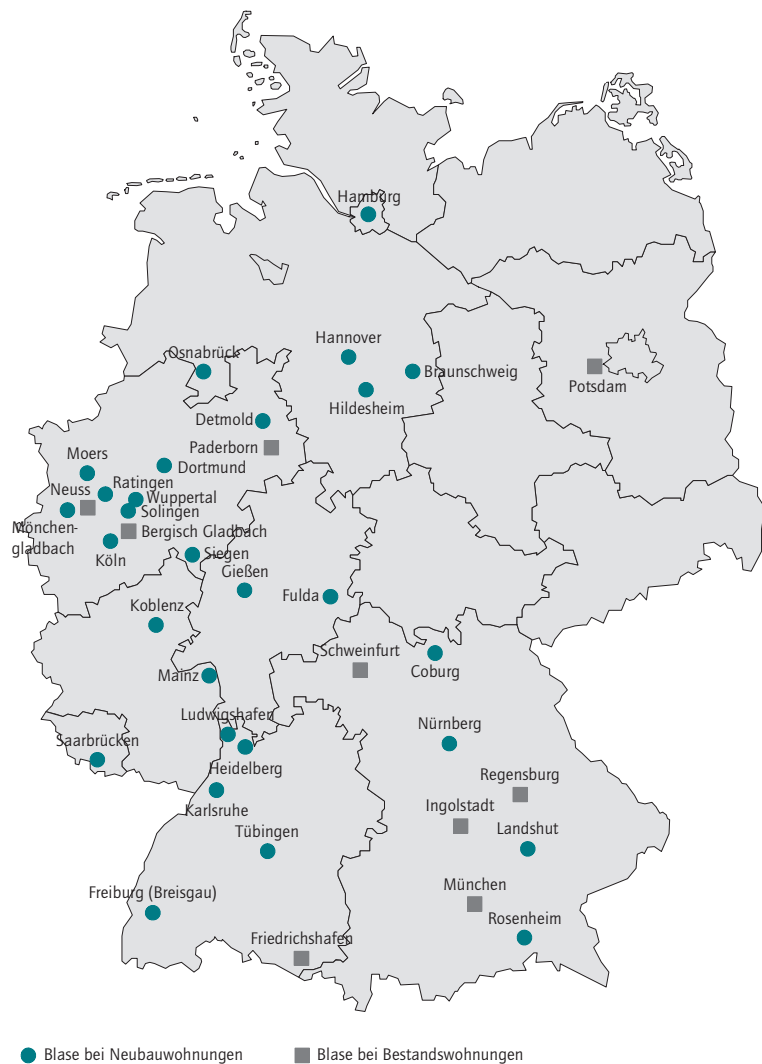 Hamburg
Hannover
Osnabrück
Braunschweig
Potsdam
Hildesheim
Detmold
Paderborn
Moers
Dortmund
Ratingen
Neuss
Wuppertal
Solingen
Mönchen-
gladbach
Bergisch Gladbach
Köln
Siegen
Gießen
Fulda
Koblenz
Schweinfurt
Coburg
Mainz
Ludwigshafen
Nürnberg
Saarbrücken
Heidelberg
Regensburg
Ingolstadt
Karlsruhe
Tübingen
Landshut
München
Freiburg (Breisgau)
Rosenheim
Friedrichshafen
Blase bei Neubauwohnungen
Blase bei Bestandswohnungen